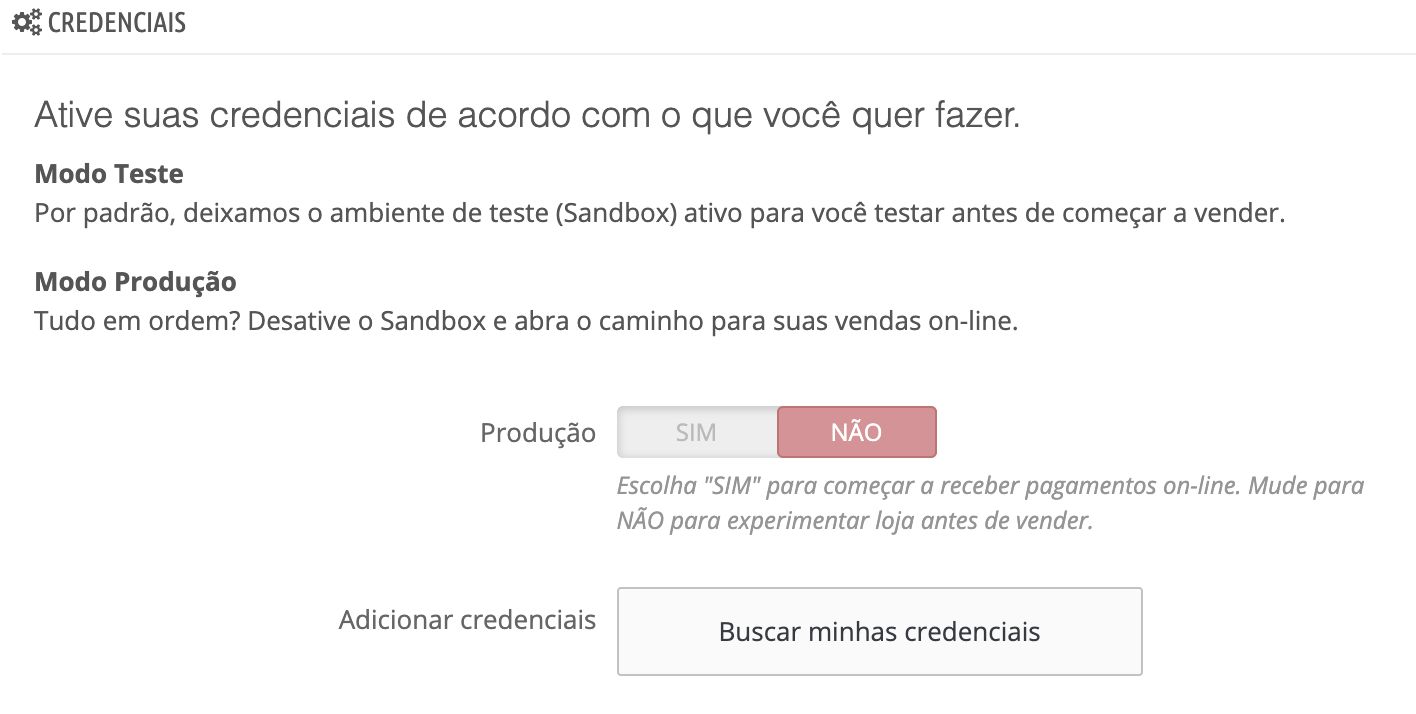 CREDENCIAIS
Ative suas credenciais de acordo com o que você quer fazer.
Modo Teste
Por padrão, deixamos o ambiente de teste (Sandbox) ativo para você testar antes de começar a vender.
Modo Produção
Tudo em ordem? Desative o Sandbox e abra o caminho para suas vendas on-line.
Produção SIM NÃO
Escolha "SIM" para começar a receber pagamentos on-line. Mude para
NÃO para experimentar loja antes de vender.
Adicionar credenciais Buscar minhas credenciais